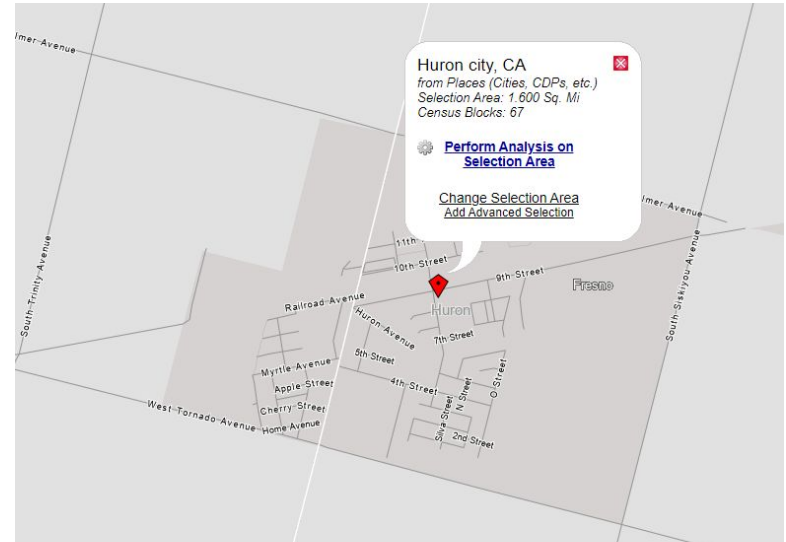 lmer Avenue
Huron city, CA
from Places (Cities, CDPs, etc.)
Selection Area: 1.600 Sq. Mi
Census Blocks: 67
Perform Analysis on
Selection Area
Change Selection Area
Add Advanced Selection
lmer Avenue
11th
10th Street
9th Street
Fresno
South Trinity Avenue
South Siskiyou Avenue
Railroad Avenue
Huron
Huron Avenue
7th Street
5th Street
Myrtle Avenue
4th Street
O Street
N Street
Apple Street
Cherry Street
West Tornado Avenue
Home Avenue
Silva Street
2nd Street